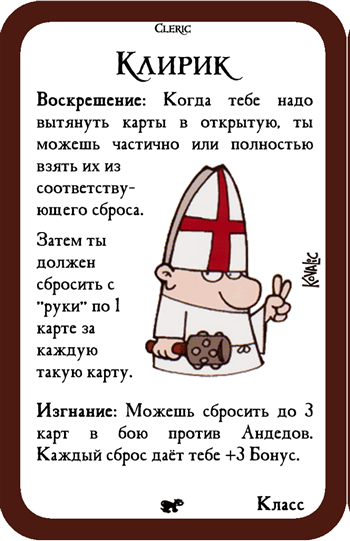 Cleric
Клирик
Воскрешение: Когда тебе надо
вытянуть карты в открытую, ты
можешь частично или полностью
взять их из
соответству-
ющего сброса.
Затем ты
должен
сбросить с
"руки" по 1
карте за
каждую
такую карту.
Kovalic
Изгнание: Можешь сбросить до 3
карт в бою против Андедов.
Каждый сброс даёт тебе +3 Бонус.
Класс